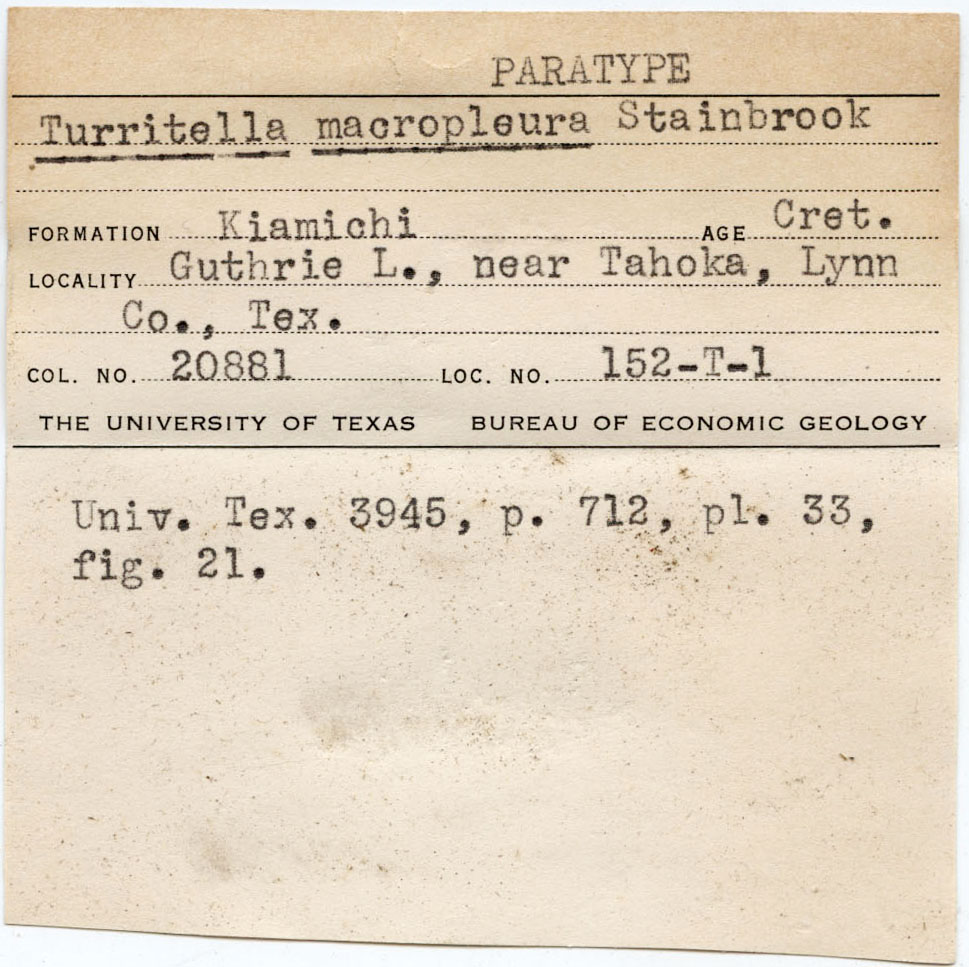 PARATYPE
Turritella macropleura Stainbrook
FORMATION Kiamichi AGE Cret.
LOCALITY Guthrie L., near Tahoka, Lynn
Co., Tex.
COL. NO. 20881 LOC. NO. 152-T-1
THE UNIVERSITY OF TEXAS BUREAU OF ECONOMIC GEOLOGY
Univ. Tex. 3945, p. 712, pl. 33,
fig. 21.